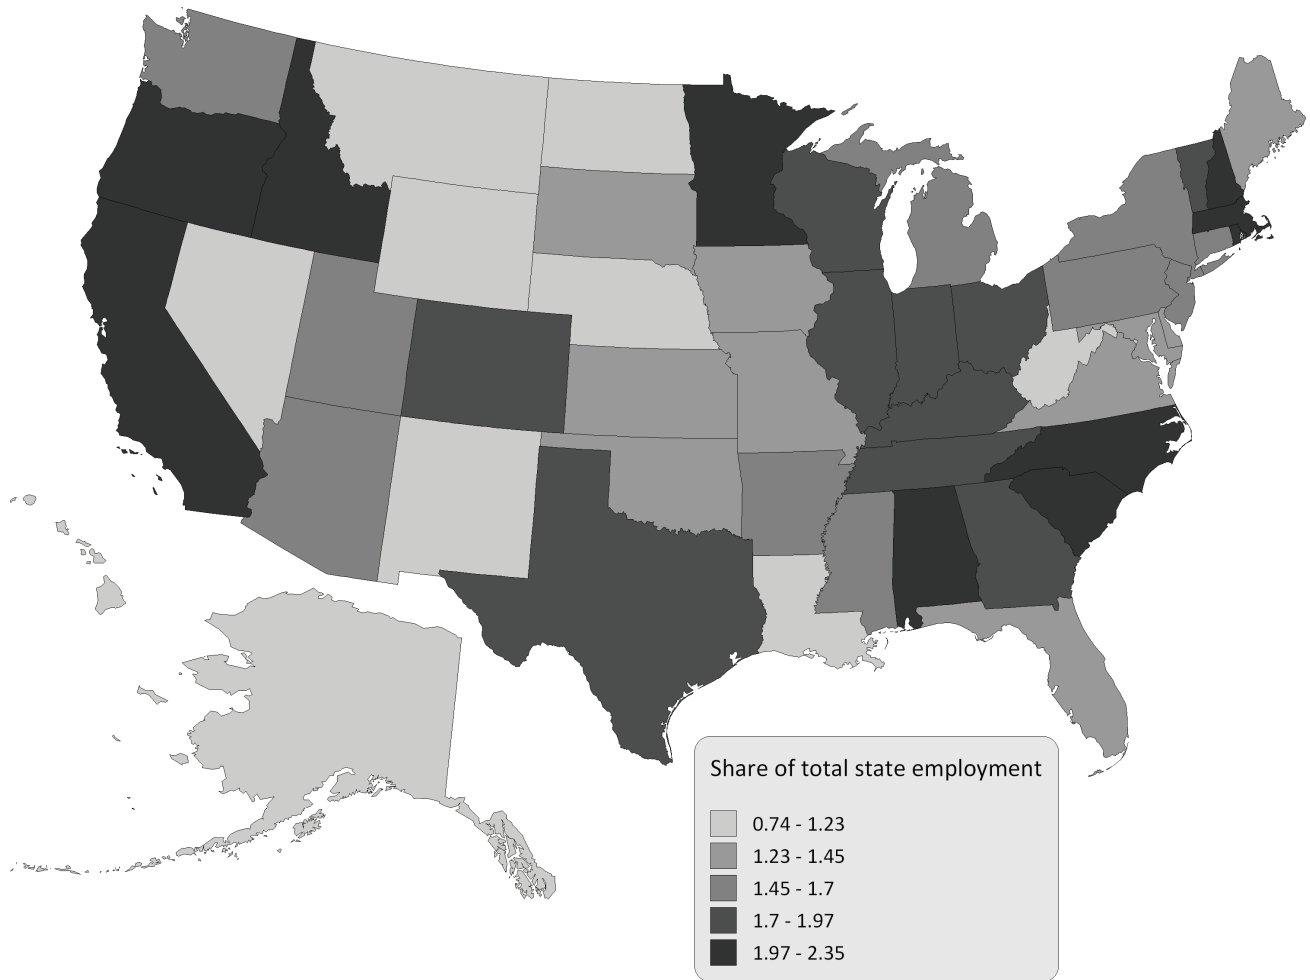 Share of total state employment
0.74 - 1.23
1.23 - 1.45
1.45 - 1.7
1.7 - 1.97
1.97 - 2.35